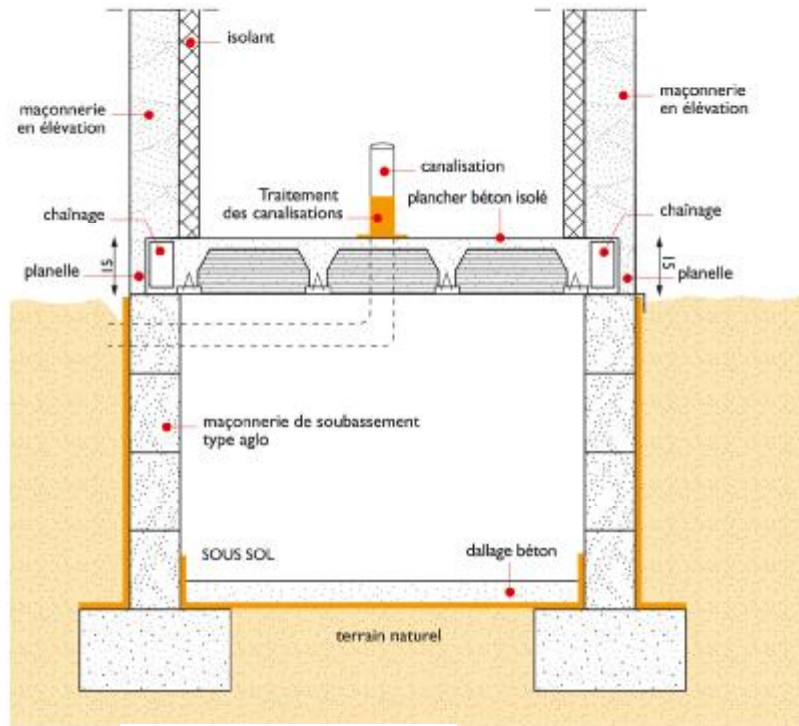 isolant
maçonnerie
en élévation
maçonnerie
en élévation
canalisation
Traitement
des canalisations
plancher béton isolé
chaînage
chaînage
15
15
planelle
planelle
maçonnerie de soubassement
type aglo
SOUS SOL
dallage béton
terrain naturel